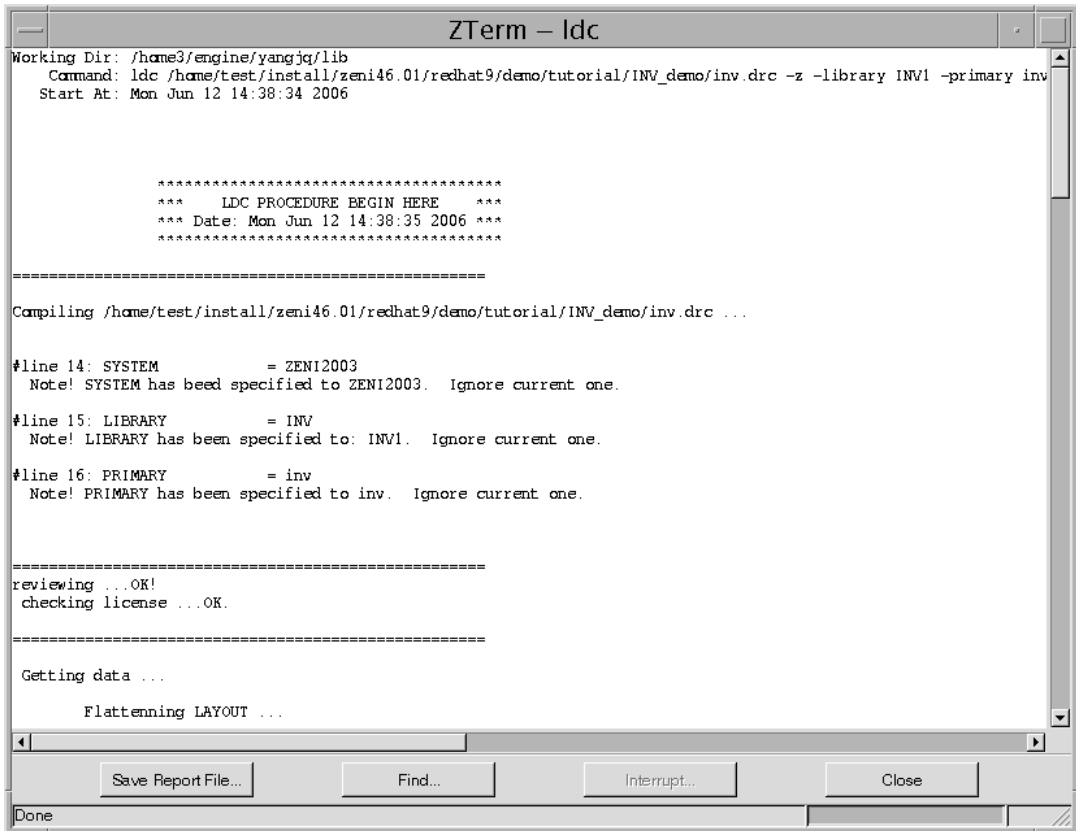 ZTerm – ldc
Working Dir: /home3/engine/yangjq/lib
Command: ldc /home/test/install/zeni46.01/redhat9/demo/tutorial/INV_demo/inv.drc -z -library INV1 -primary inv
Start At: Mon Jun 12 14:38:34 2006
**************************************
*** LDC PROCEDURE BEGIN HERE ***
*** Date: Mon Jun 12 14:38:35 2006 ***
**************************************
====================================================
Compiling /home/test/install/zeni46.01/redhat9/demo/tutorial/INV_demo/inv.drc ...
#line 14: SYSTEM = ZENI2003
Note! SYSTEM has beed specified to ZENI2003. Ignore current one.
#line 15: LIBRARY = INV
Note! LIBRARY has been specified to: INV1. Ignore current one.
#line 16: PRIMARY = inv
Note! PRIMARY has been specified to inv. Ignore current one.
====================================================
reviewing ...OK!
checking license ...OK.
====================================================
Getting data ...
Flattenning LAYOUT ...
Save Report File... Find... Interrupt... Close
Done